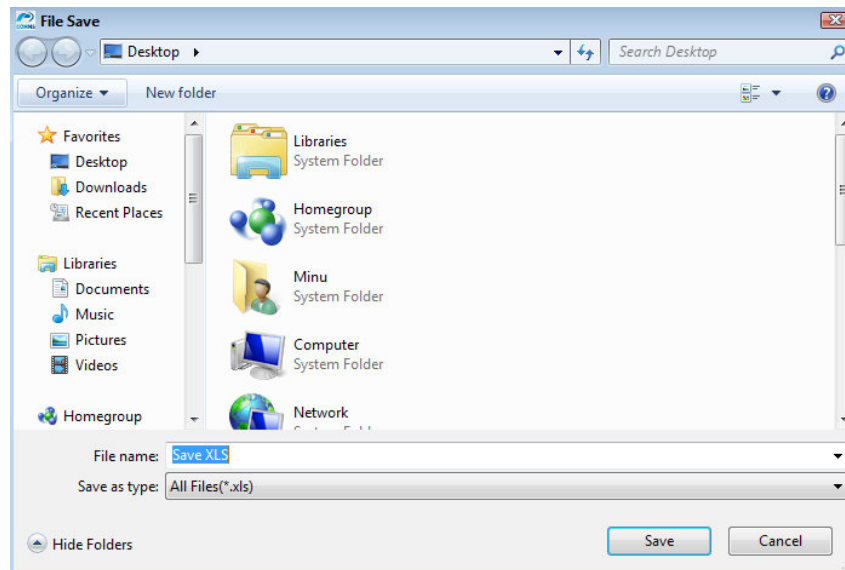 File Save
Desktop
Search Desktop
Organize
New folder
Favorites
Desktop
Downloads
Recent Places
Libraries
Documents
Music
Pictures
Videos
Homegroup
Libraries
System Folder
Homegroup
System Folder
Minu
System Folder
Computer
System Folder
Network
File name: Save XLS
Save as type: All Files(*.xls)
Hide Folders
Save
Cancel